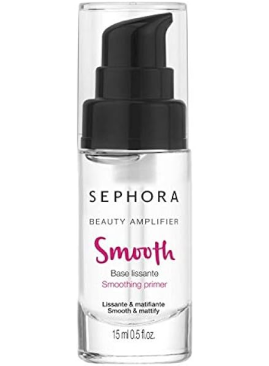 SEPHORA
BEAUTY AMPLIFIER
Smooth
Base lissante
Smoothing primer
Lissante & matifiante
Smooth & mattify
15 ml 0.5 fl.oz.